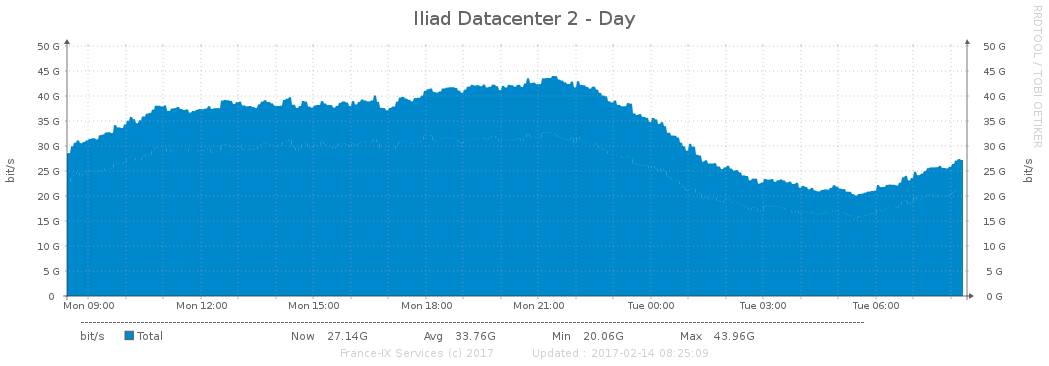 Iliad Datacenter 2 - Day
RRDTOOL / TOBI OETIKER
50 G 50 G
45 G 45 G
40 G 40 G
35 G 35 G
30 G 30 G
25 G 25 G
20 G 20 G
15 G 15 G
10 G 10 G
5 G 5 G
0 0 G
bit/s bit/s
Mon 09:00 Mon 12:00 Mon 15:00 Mon 18:00 Mon 21:00 Tue 00:00 Tue 03:00 Tue 06:00
bit/s Total Now 27.14G Avg 33.76G Min 20.06G Max 43.96G
France-IX Services (c) 2017 Updated : 2017-02-14 08:25:09